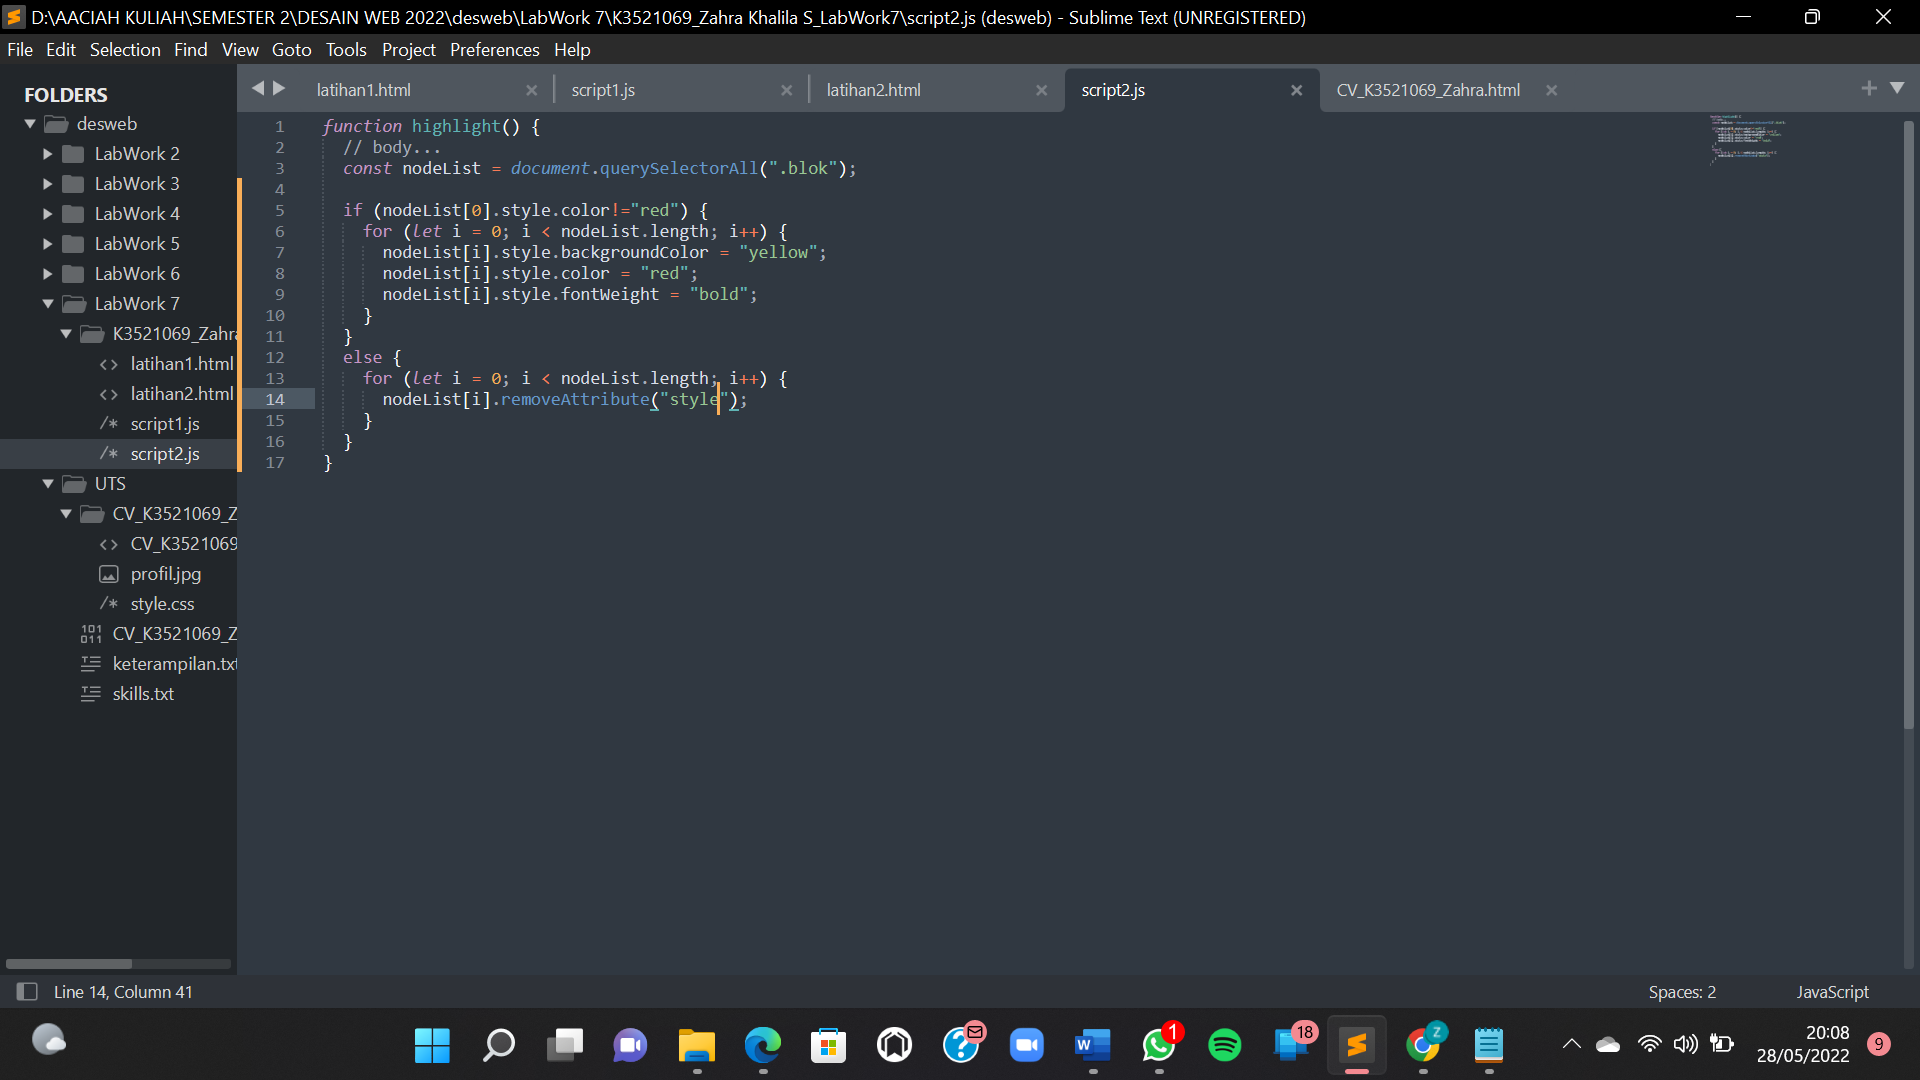 D:\AACIAH KULIAH\SEMESTER 2\DESAIN WEB 2022\desweb\LabWork 7\K3521069_Zahra Khalila S_LabWork7\script2.js (desweb) - Sublime Text (UNREGISTERED)
File Edit Selection Find View Goto Tools Project Preferences Help
FOLDERS
desweb
LabWork 2
LabWork 3
LabWork 4
LabWork 5
LabWork 6
LabWork 7
K3521069_Zahra
latihan1.html
latihan2.html
script1.js
script2.js
UTS
CV_K3521069_Z
CV_K3521069
profil.jpg
style.css
CV_K3521069_Z
keterampilan.txt
skills.txt
latihan1.html script1.js latihan2.html script2.js CV_K3521069_Zahra.html
1 function highlight() {
2 // body...
3 const nodeList = document.querySelectorAll(".blok");
4
5 if (nodeList[0].style.color!="red") {
6 for (let i = 0; i < nodeList.length; i++) {
7 nodeList[i].style.backgroundColor = "yellow";
8 nodeList[i].style.color = "red";
9 nodeList[i].style.fontWeight = "bold";
10 }
11 }
12 else {
13 for (let i = 0; i < nodeList.length; i++) {
14 nodeList[i].removeAttribute("style");
15 }
16 }
17 }
Line 14, Column 41
Spaces: 2 JavaScript
1
18
Z
20:08
28/05/2022
9